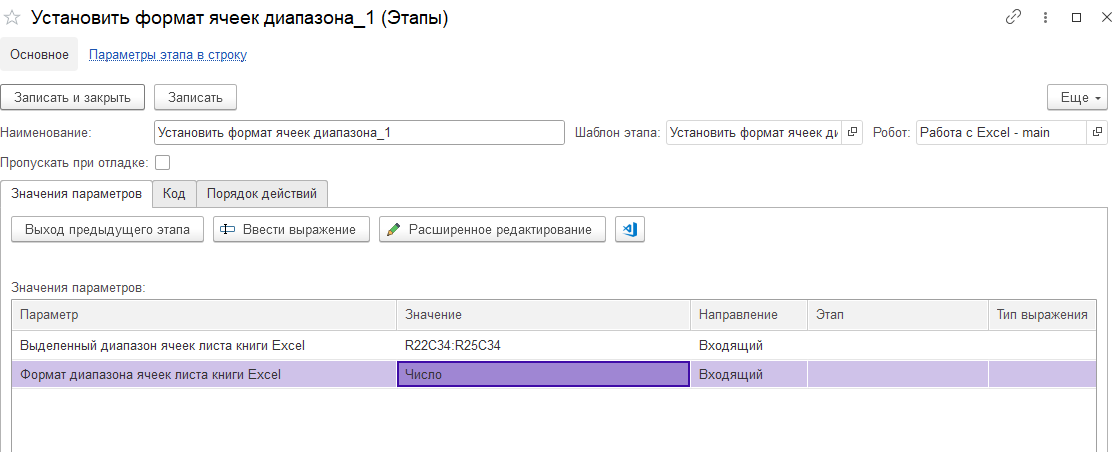 Установить формат ячеек диапазона_1 (Этапы)
Основное Параметры этапа в строку
Записать и закрыть Записать Еще
Наименование: Установить формат ячеек диапазона_1 Шаблон этапа: Установить формат ячеек ди Робот: Работа с Excel - main
Пропускать при отладке:
Значения параметров Код Порядок действий
Выход предыдущего этапа Ввести выражение Расширенное редактирование
Значения параметров:
Параметр Значение Направление Этап Тип выражения
Выделенный диапазон ячеек листа книги Excel R22C34:R25C34 Входящий
Формат диапазона ячеек листа книги Excel Число Входящий